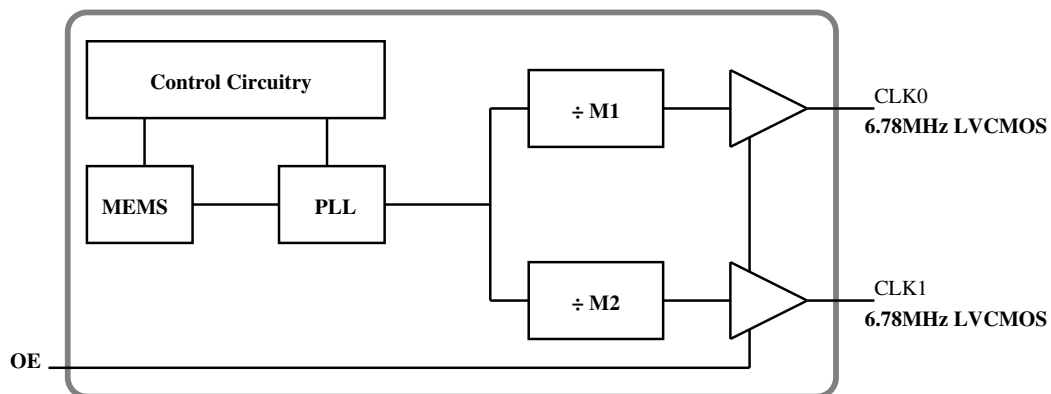 Control Circuitry
MEMS
PLL
÷ M1
÷ M2
CLK0
6.78MHz LVCMOS
CLK1
6.78MHz LVCMOS
OE